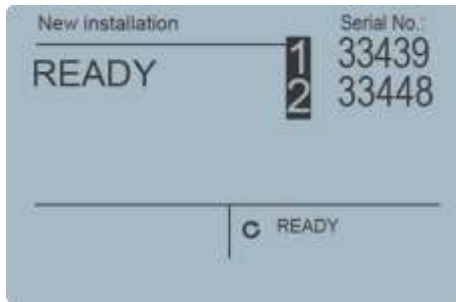 New installation
Serial No.:
READY
1 33439
2 33448
C READY